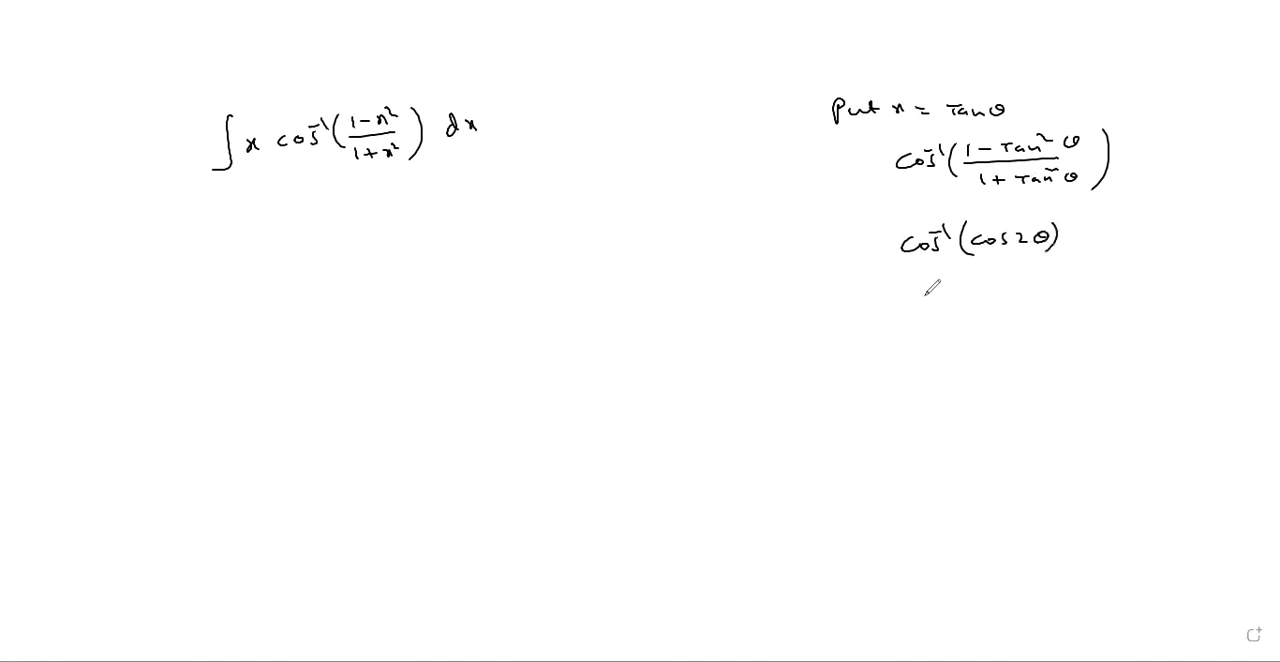 ∫ x cos⁻¹((1-x²)/(1+x²)) dx
Put x = Tanθ
cos⁻¹((1 - Tan²θ)/(1 + Tan²θ))
cos⁻¹(cos2θ)